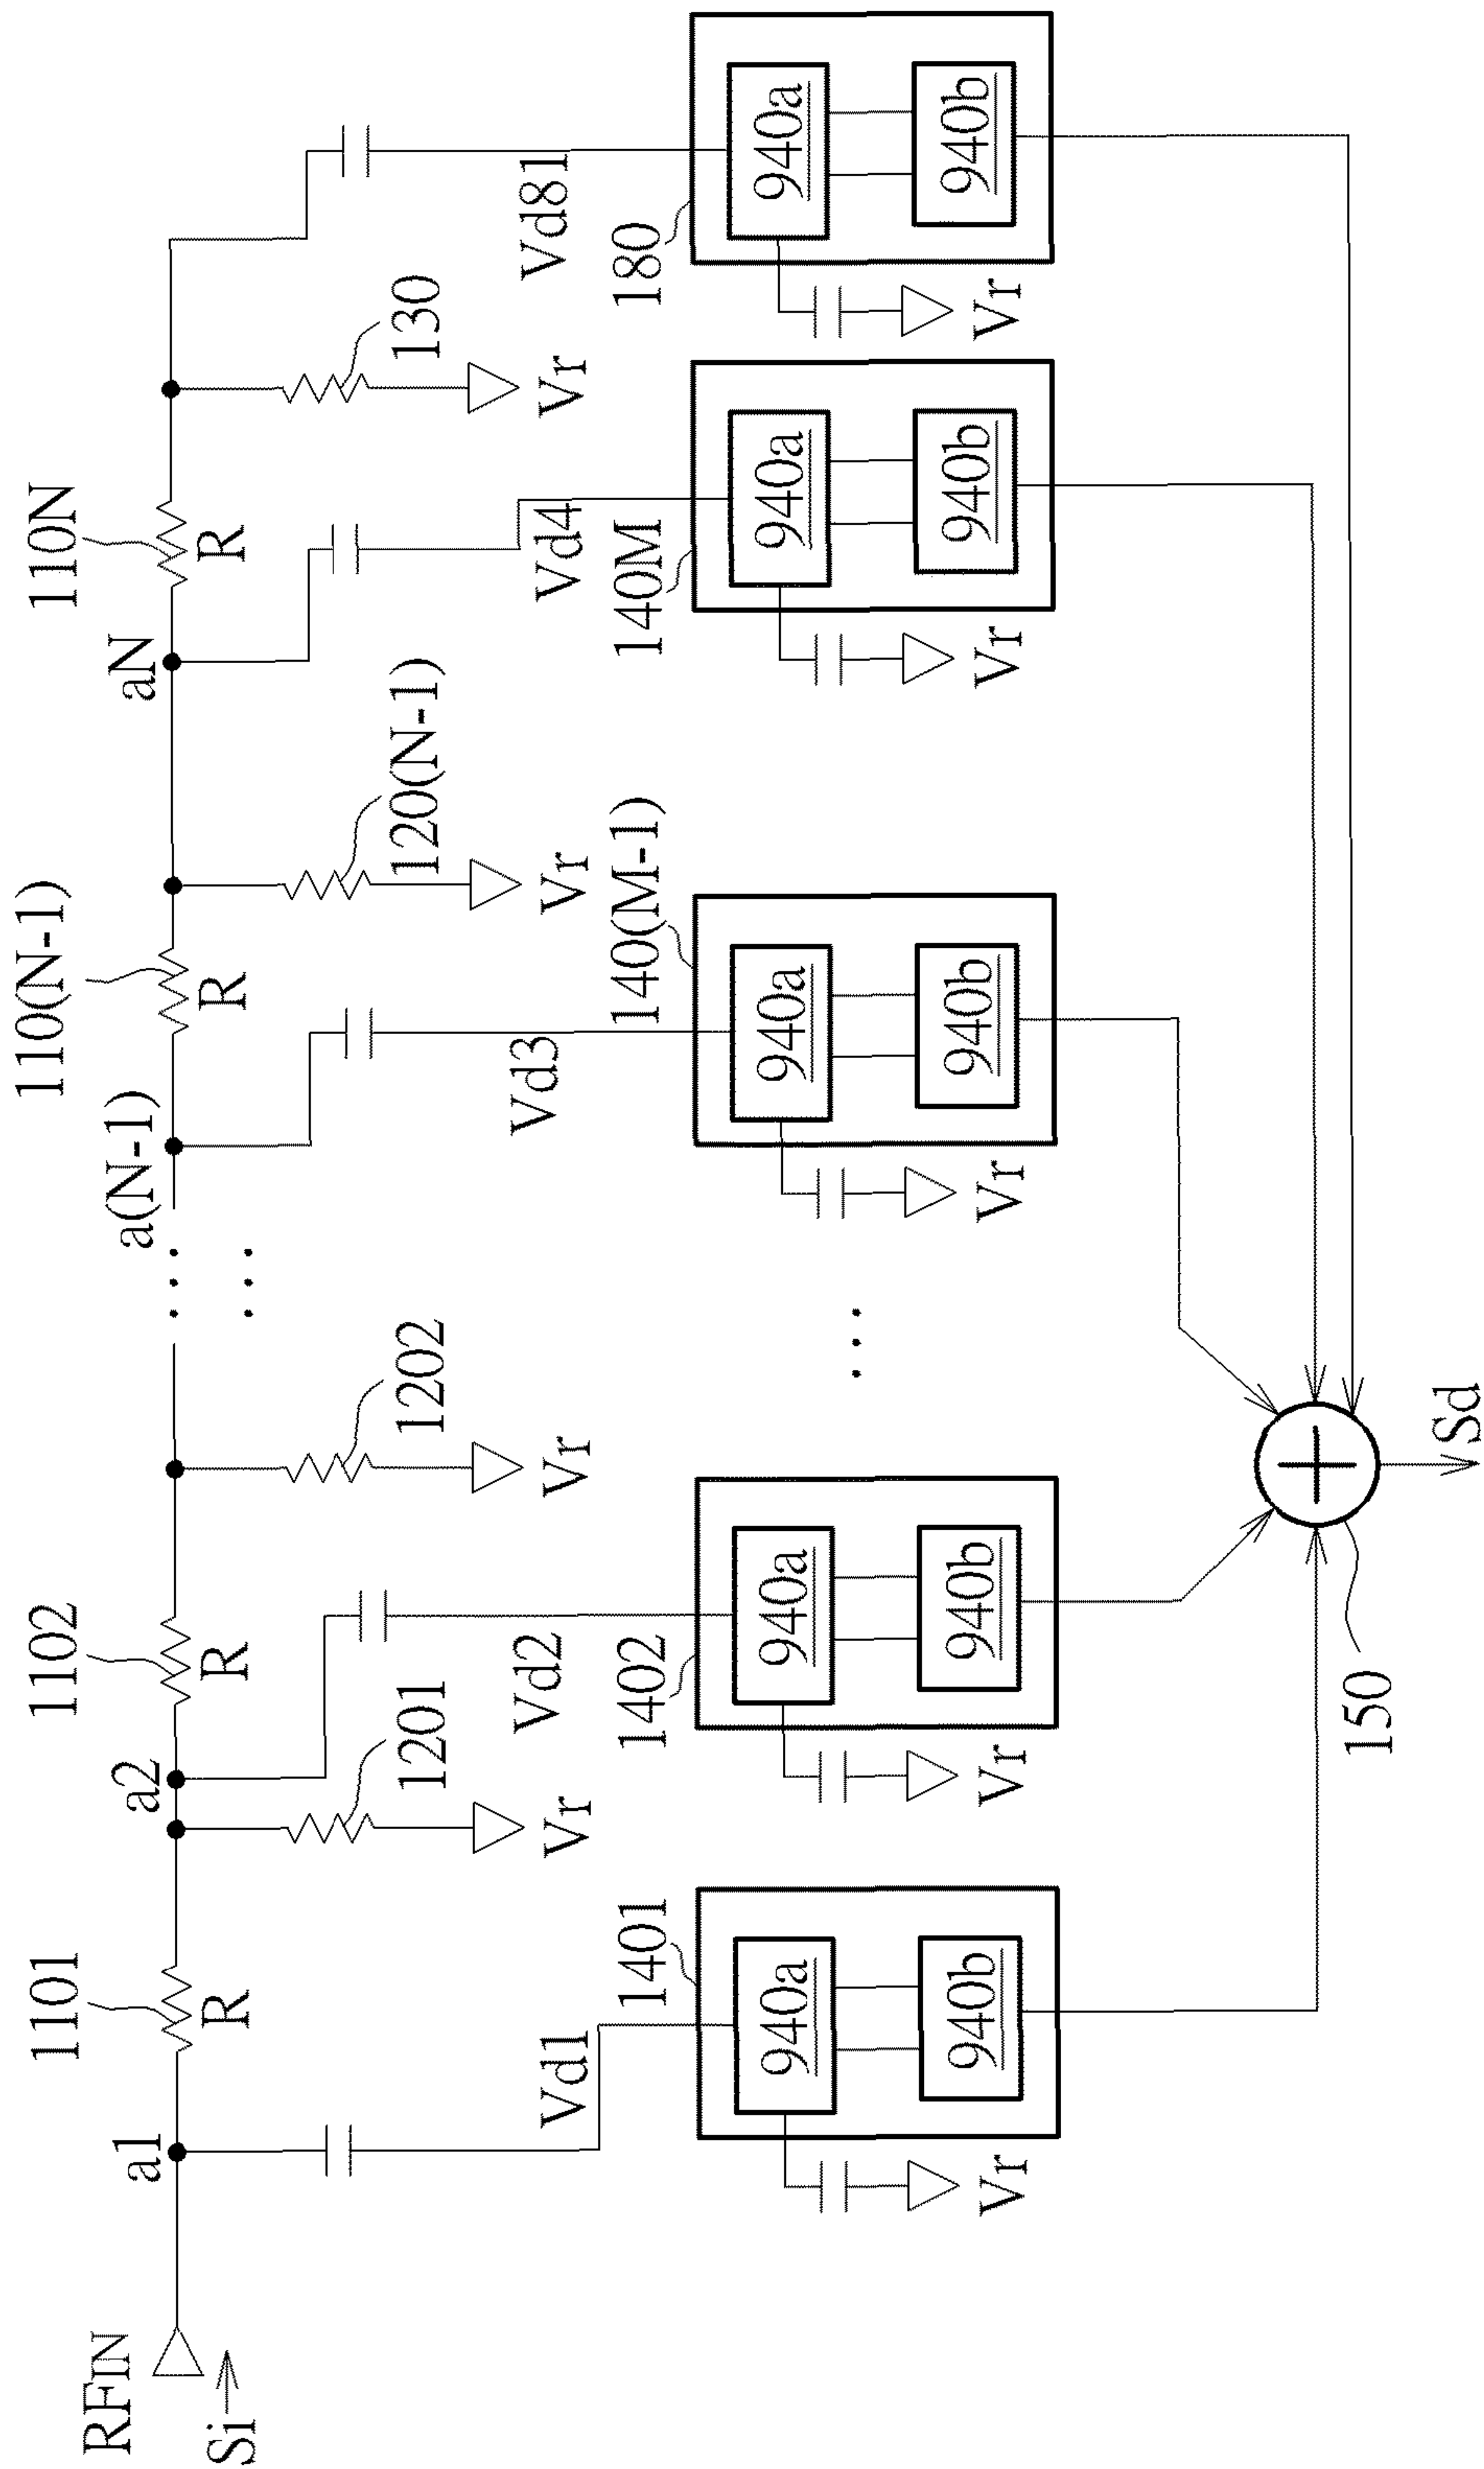 RFIN
Si
a1
1101
R
a2
1102
R
a(N-1)
110(N-1)
R
aN
110N
R
1201
Vr
1202
Vr
120(N-1)
Vr
130
Vr
Vd1
Vd2
Vd3
Vd4
Vd81
1401
1402
140(M-1)
140M
180
940a
940a
940a
940a
940a
Vr
Vr
Vr
Vr
Vr
940b
940b
940b
940b
940b
150
Sd